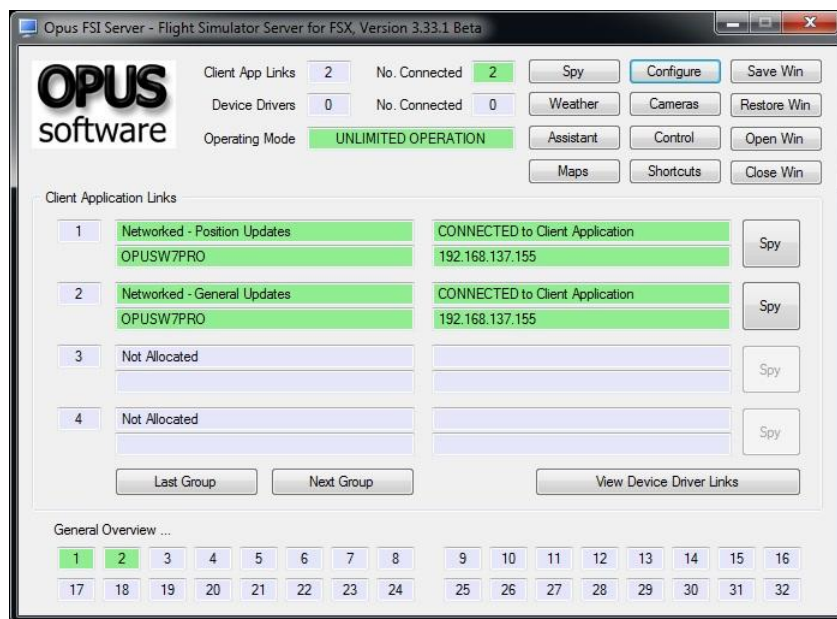 Opus FSI Server - Flight Simulator Server for FSX, Version 3.33.1 Beta
OPUS
software
Client App Links 2 No. Connected 2 Spy Configure Save Win
Device Drivers 0 No. Connected 0 Weather Cameras Restore Win
Operating Mode UNLIMITED OPERATION Assistant Control Open Win
Maps Shortcuts Close Win
Client Application Links
1 Networked - Position Updates CONNECTED to Client Application Spy
OPUSW7PRO 192.168.137.155
2 Networked - General Updates CONNECTED to Client Application Spy
OPUSW7PRO 192.168.137.155
3 Not Allocated Spy
4 Not Allocated Spy
Last Group Next Group View Device Driver Links
General Overview ...
1 2 3 4 5 6 7 8 9 10 11 12 13 14 15 16
17 18 19 20 21 22 23 24 25 26 27 28 29 30 31 32